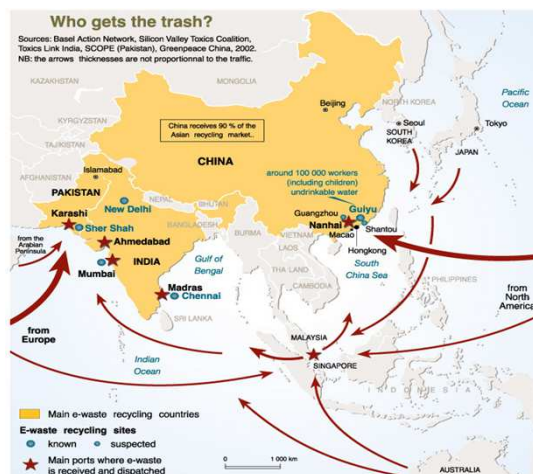 Who gets the trash?
Sources: Basel Action Network, Silicon Valley Toxics Coalition,
Toxics Link India, SCOPE (Pakistan), Greenpeace China, 2002.
NB: the arrows thicknesses are not proportionnal to the traffic.
KAZAKHSTAN
MONGOLIA
Pacific
Ocean
KYRGYZSTAN
TAJIKISTAN
Beijing
NORTH KOREA
Seoul
SOUTH
KOREA
Tokyo
JAPAN
China receives 90 % of the
Asian recycling market..
CHINA
AFGHANISTAN
Islamabad
PAKISTAN
around 100 000 workers
(including children)
undrinkable water
NEPAL
BHUTAN
New Delhi
Karashi
Sher Shah
BANGLADESH
Guiyu
Guangzhou
Nanhai
Shantou
Macao
Hongkong
from the
Arabian
Peninsula
Ahmedabad
INDIA
Mumbai
BURMA
VIETNAM
LAOS
THAILAND
CAMBODIA
Gulf of
Bengal
South
China Sea
PHILIPPINES
from
North
America
Madras
Chennai
SRI LANKA
from
Europe
Indian
Ocean
MALAYSIA
SINGAPORE
INDONESIA
Main e-waste recycling countries
E-waste recycling sites
known
suspected
Main ports where e-waste
is received and dispatched
0
1 000 km
AUSTRALIA